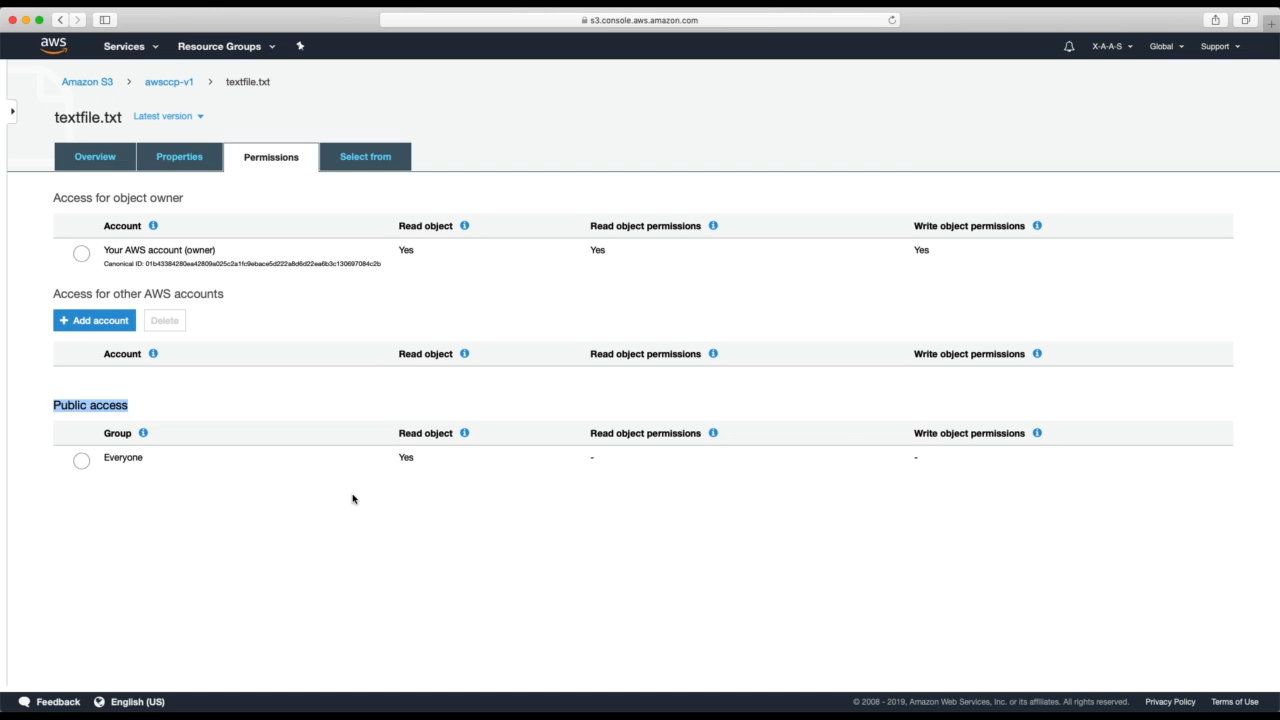 s3.console.aws.amazon.com
aws Services Resource Groups X-A-A-S Global Support
Amazon S3 > awsccp-v1 > textfile.txt
textfile.txt Latest version
Overview Properties Permissions Select from
Access for object owner
Account Read object Read object permissions Write object permissions
Your AWS account (owner) Yes Yes Yes
Canonical ID:
Access for other AWS accounts
+ Add account Delete
Account Read object Read object permissions Write object permissions
Public access
Group Read object Read object permissions Write object permissions
Everyone Yes - -
Feedback English (US) © 2008 - 2019, Amazon Web Services, Inc. or its affiliates. All rights reserved. Privacy Policy Terms of Use